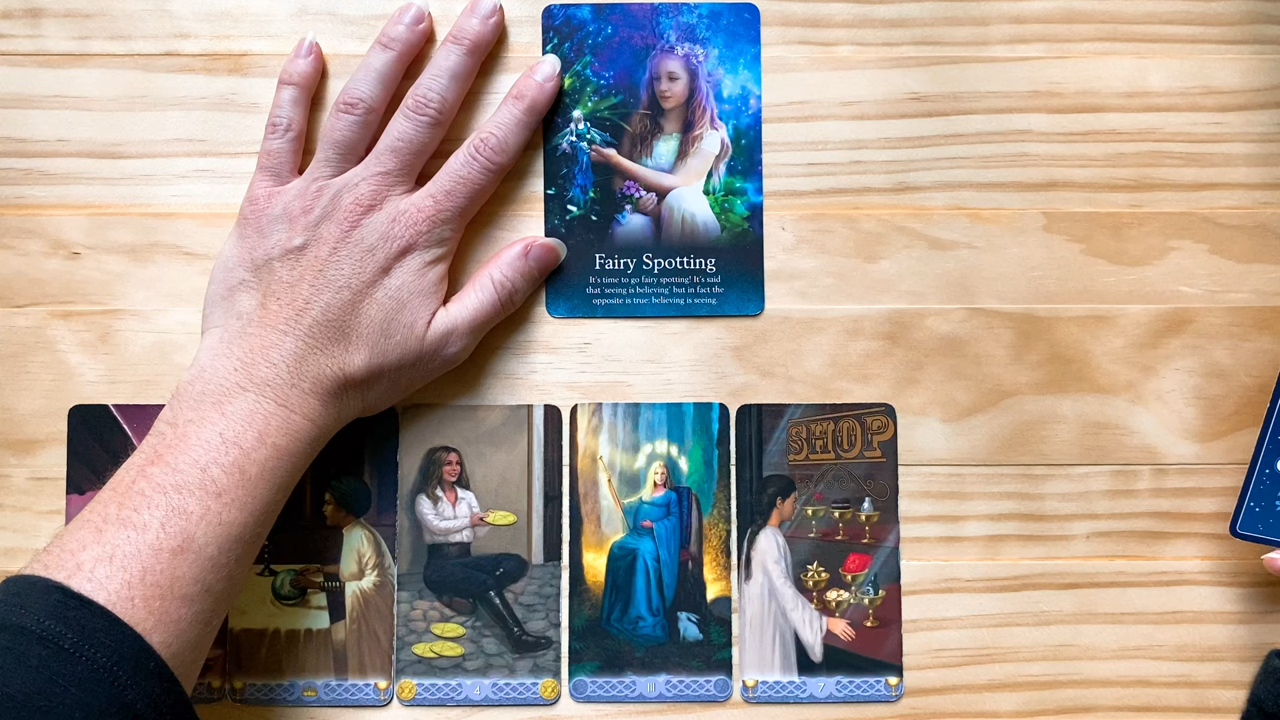 Fairy Spotting
It's time to go fairy spotting! It's said
that 'seeing is believing' but in fact the
opposite is true: believing is seeing.
SHOP
4
III
7